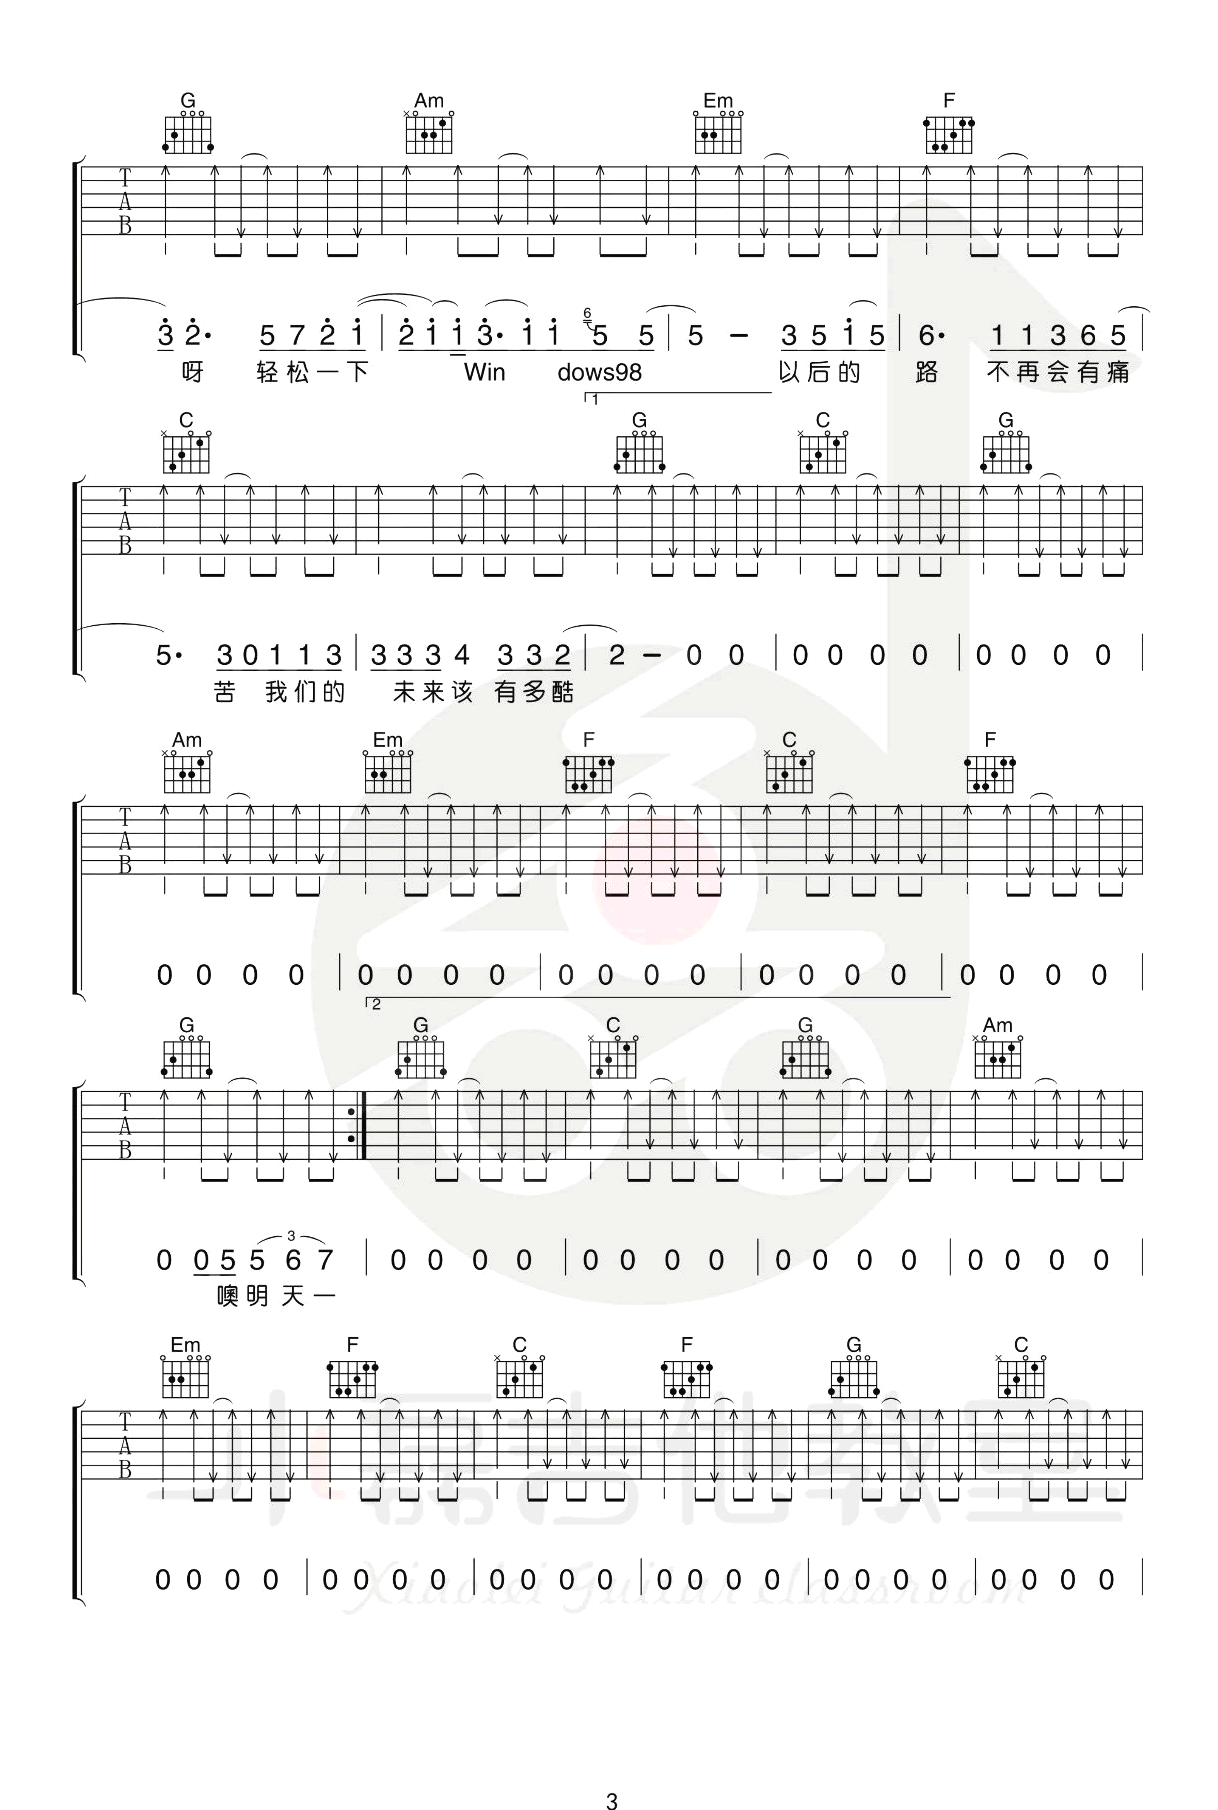 G Am Em F
T
A
B
3 2· 5 7 2 1 2 1 1 3· 1 1 6 5 5 5 – 3 5 1 5 6· 1 1 3 6 5
呀 轻松一下 Win dows98 以后的 路 不再会有痛
1
C G C G
T
A
B
5· 3 0 1 1 3 3 3 3 4 3 3 2 2 – 0 0 0 0 0 0 0 0 0 0
苦 我们的 未来该 有多酷
Am Em F C F
T
A
B
0 0 0 0 0 0 0 0 0 0 0 0 0 0 0 0 0 0 0 0
2
G G C G Am
T
A
B
3
0 0 5 5 6 7 0 0 0 0 0 0 0 0 0 0 0 0 0 0 0 0
噢明 天一
Em F C F G C
T
A
B
小磊吉他教室
0 0 0 0 0 0 0 0 0 0 0 0 0 0 0 0 0 0 0 0 0 0 0 0
Xiaolei Guitar classroom
3